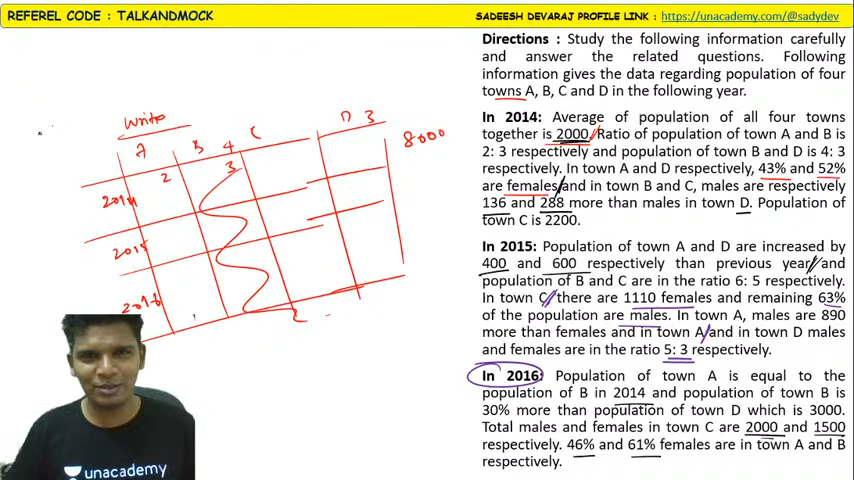 REFEREL CODE : TALKANDMOCK
SADEESH DEVARAJ PROFILE LINK : https://unacademy.com/@sadydev
Directions : Study the following information carefully
and answer the related questions. Following
information gives the data regarding population of four
towns A, B, C and D in the following year.
In 2014: Average of population of all four towns
together is 2000. Ratio of population of town A and B is
2: 3 respectively and population of town B and D is 4: 3
respectively. In town A and D respectively, 43% and 52%
are females and in town B and C, males are respectively
136 and 288 more than males in town D. Population of
town C is 2200.
In 2015: Population of town A and D are increased by
400 and 600 respectively than previous year and
population of B and C are in the ratio 6: 5 respectively.
In town C there are 1110 females and remaining 63%
of the population are males. In town A, males are 890
more than females and in town A and in town D males
and females are in the ratio 5: 3 respectively.
In 2016: Population of town A is equal to the
population of B in 2014 and population of town B is
30% more than population of town D which is 3000.
Total males and females in town C are 2000 and 1500
respectively. 46% and 61% females are in town A and B
respectively.
A B 4 C D 3
2 3 8000
2014
2015
2016
unacademy